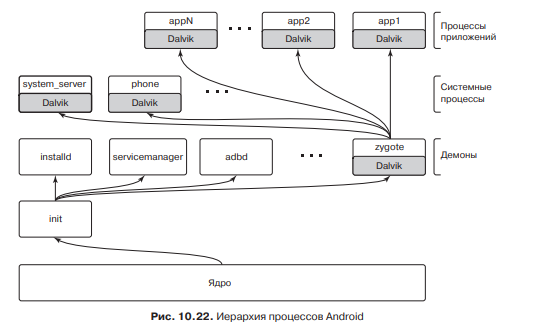 appN
Dalvik
app2
Dalvik
app1
Dalvik
Процессы
приложений
system_server
Dalvik
phone
Dalvik
Системные
процессы
installd
servicemanager
adbd
zygote
Dalvik
Демоны
init
Ядро
Рис. 10.22. Иерархия процессов Android